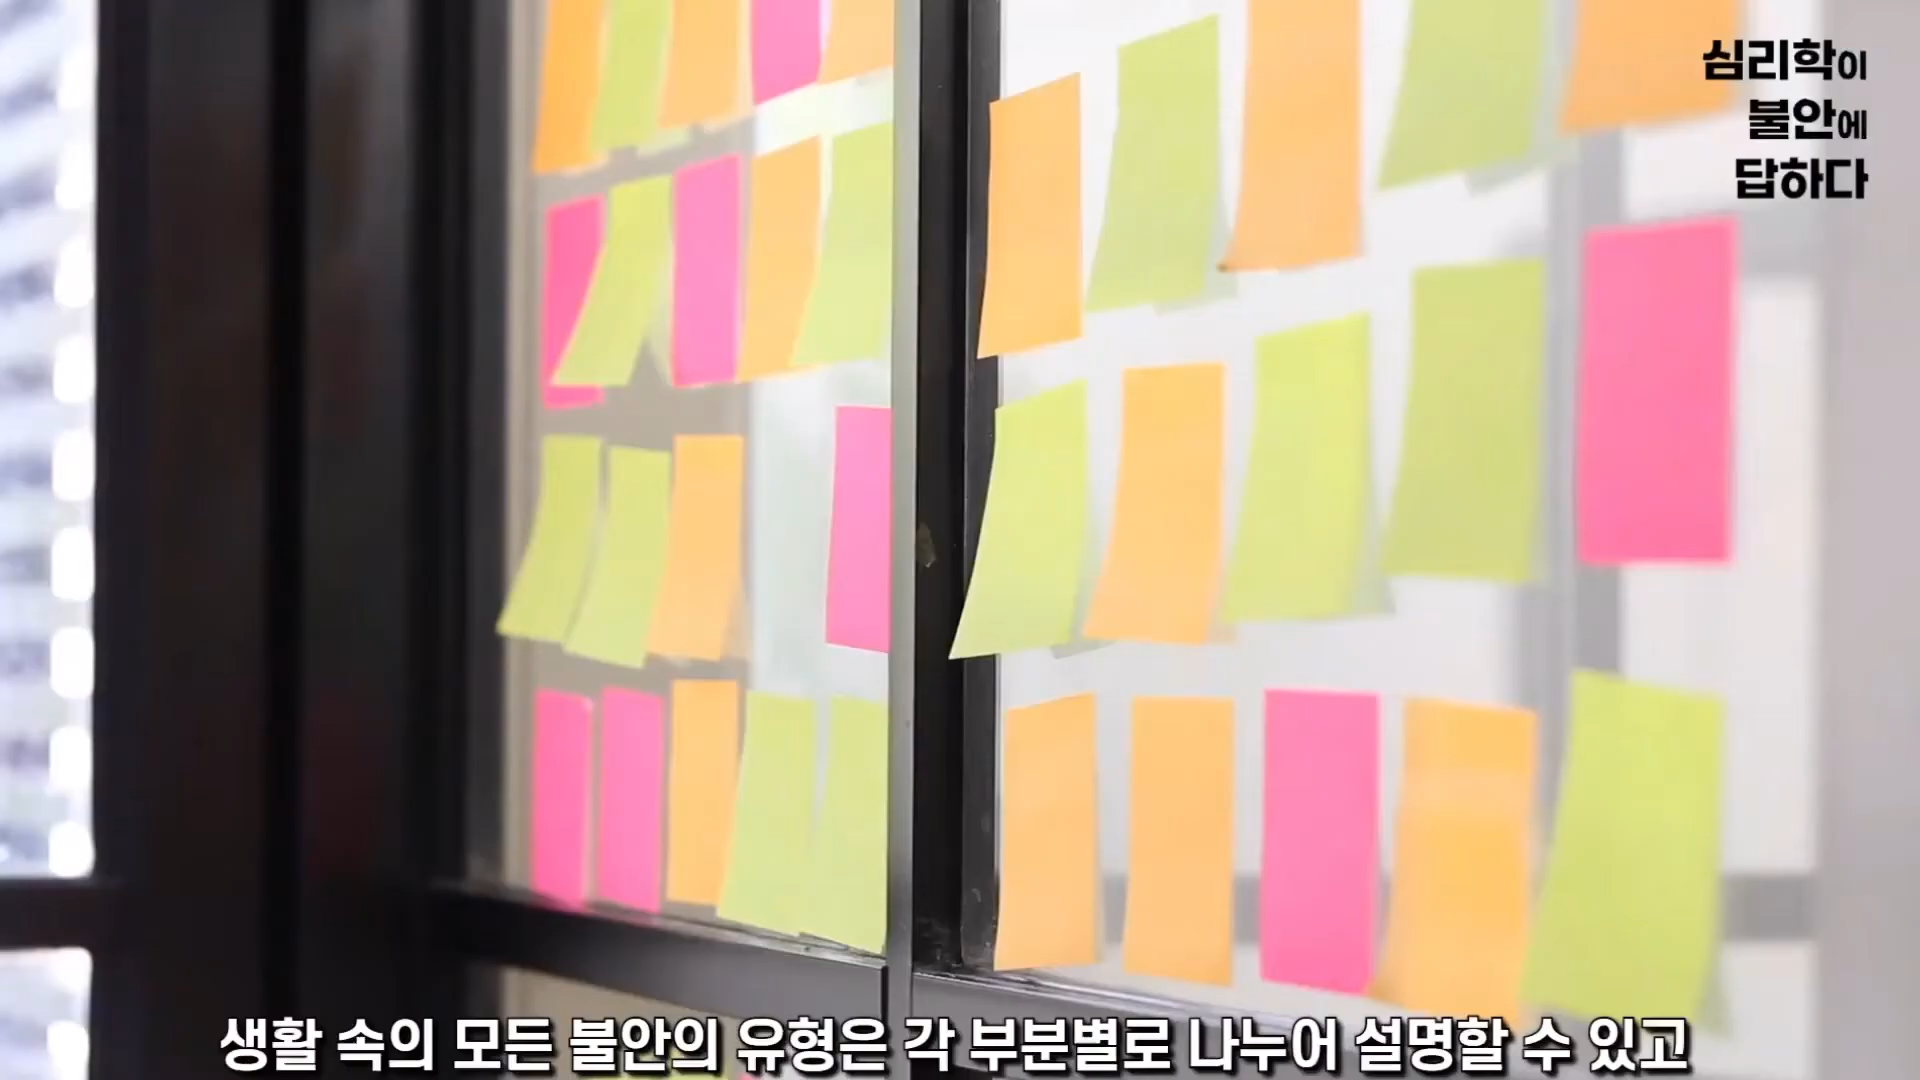 심리학이
불안에
답하다
생활 속의 모든 불안의 유형은 각 부분별로 나누어 설명할 수 있고